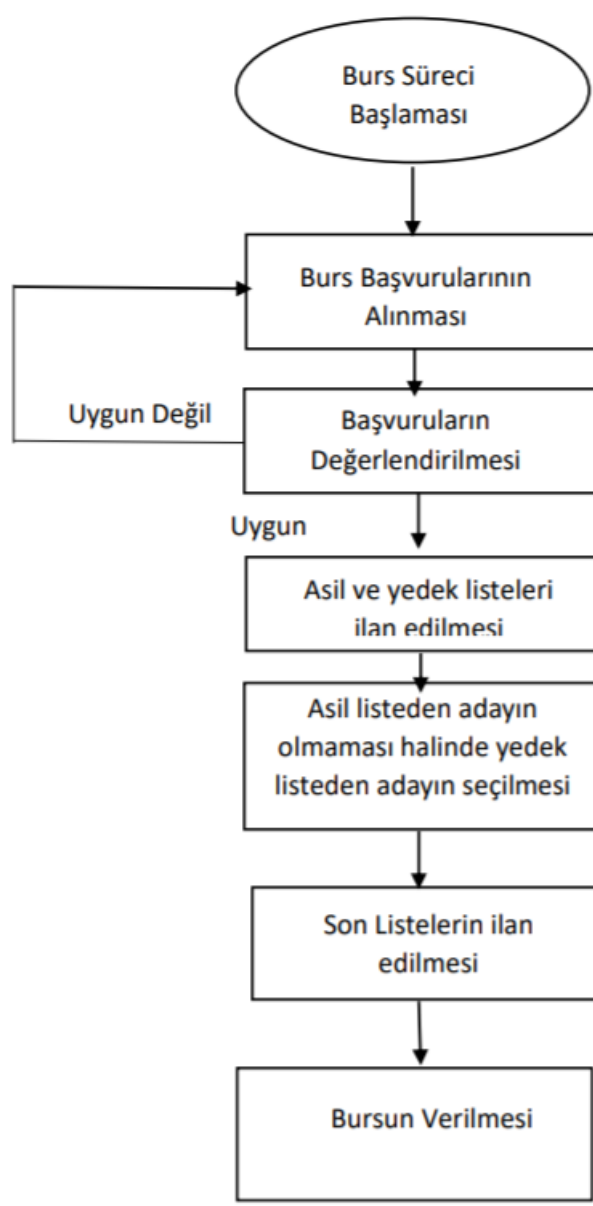 Burs Süreci
Başlaması
Burs Başvurularının
Alınması
Uygun Değil
Başvuruların
Değerlendirilmesi
Uygun
Asil ve yedek listeleri
ilan edilmesi
Asil listeden adayın
olmaması halinde yedek
listeden adayın seçilmesi
Son Listelerin ilan
edilmesi
Bursun Verilmesi